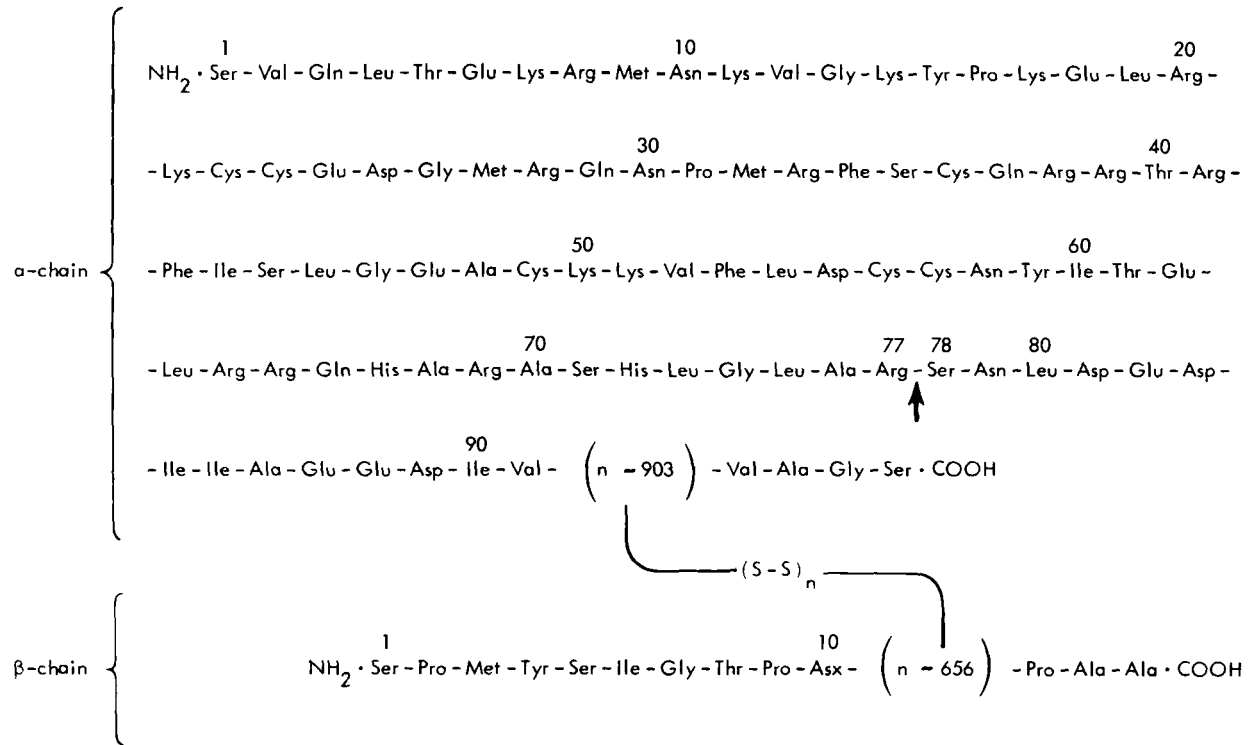 1 10 20
NH2 · Ser – Val – Gln – Leu – Thr – Glu – Lys – Arg – Met – Asn – Lys – Val – Gly – Lys – Tyr – Pro – Lys – Glu – Leu – Arg –
30 40
– Lys – Cys – Cys – Glu – Asp – Gly – Met – Arg – Gln – Asn – Pro – Met – Arg – Phe – Ser – Cys – Gln – Arg – Arg – Thr – Arg –
50 60
α-chain – Phe – Ile – Ser – Leu – Gly – Glu – Ala – Cys – Lys – Lys – Val – Phe – Leu – Asp – Cys – Cys – Asn – Tyr – Ile – Thr – Glu –
70 77 78 80
– Leu – Arg – Arg – Gln – His – Ala – Arg – Ala – Ser – His – Leu – Gly – Leu – Ala – Arg – Ser – Asn – Leu – Asp – Glu – Asp –
90
– Ile – Ile – Ala – Glu – Glu – Asp – Ile – Val – (n ~ 903) – Val – Ala – Gly – Ser · COOH
(S – S)n
1 10
β-chain NH2 · Ser – Pro – Met – Tyr – Ser – Ile – Gly – Thr – Pro – Asx – (n ~ 656) – Pro – Ala – Ala · COOH